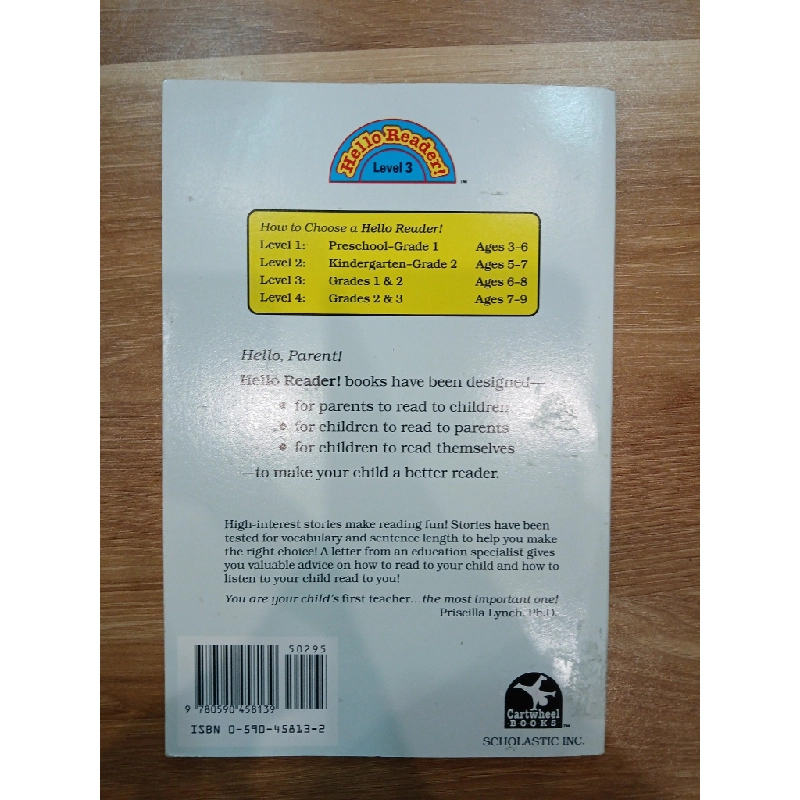 Hello Reader!
Level 3 ™
How to Choose a Hello Reader!
Level 1: Preschool–Grade 1 Ages 3–6
Level 2: Kindergarten–Grade 2 Ages 5–7
Level 3: Grades 1 & 2 Ages 6–8
Level 4: Grades 2 & 3 Ages 7–9
Hello, Parent!
Hello Reader! books have been designed—
• for parents to read to children
• for children to read to parents
• for children to read themselves
—to make your child a better reader.
High-interest stories make reading fun! Stories have been
tested for vocabulary and sentence length to help you make
the right choice! A letter from an education specialist gives
you valuable advice on how to read to your child and how to
listen to your child read to you!
You are your child's first teacher...the most important one!
Priscilla Lynch, Ph.D.
50295
9 780590 458139
ISBN 0-590-45813-2
Cartwheel
BOOKS ™
SCHOLASTIC INC.